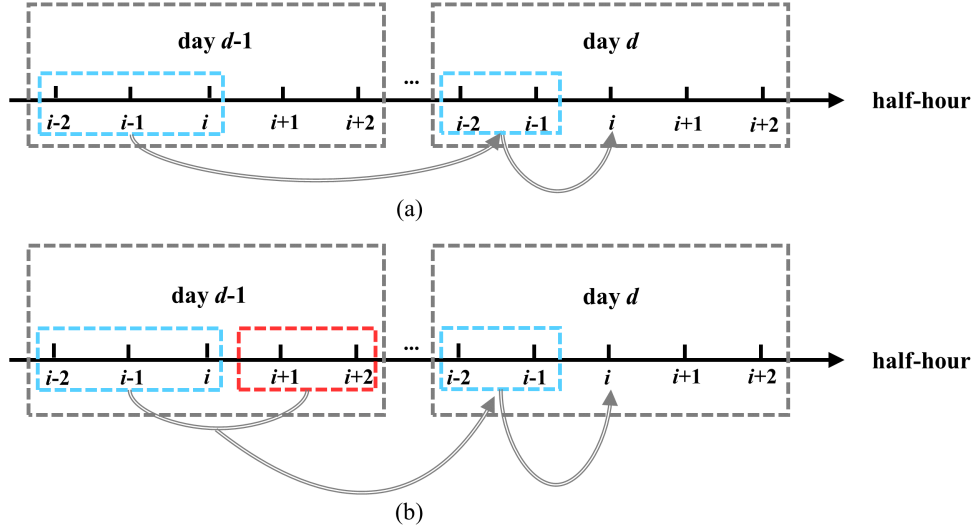 day d-1 day d
...
i-2 i-1 i i+1 i+2 i-2 i-1 i i+1 i+2 half-hour
(a)
day d-1 day d
...
i-2 i-1 i i+1 i+2 i-2 i-1 i i+1 i+2 half-hour
(b)